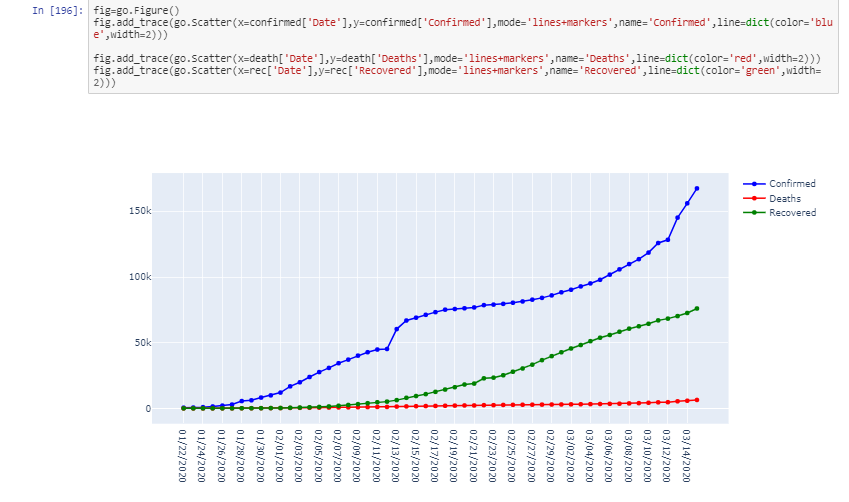 In [196]: fig=go.Figure()
fig.add_trace(go.Scatter(x=confirmed['Date'],y=confirmed['Confirmed'],mode='lines+markers',name='Confirmed',line=dict(color='blu
e',width=2)))
fig.add_trace(go.Scatter(x=death['Date'],y=death['Deaths'],mode='lines+markers',name='Deaths',line=dict(color='red',width=2)))
fig.add_trace(go.Scatter(x=rec['Date'],y=rec['Recovered'],mode='lines+markers',name='Recovered',line=dict(color='green',width=
2)))
Confirmed
Deaths
Recovered
150k
100k
50k
0
01/22/2020
01/24/2020
01/26/2020
01/28/2020
01/30/2020
02/01/2020
02/03/2020
02/05/2020
02/07/2020
02/09/2020
02/11/2020
02/13/2020
02/15/2020
02/17/2020
02/19/2020
02/21/2020
02/23/2020
02/25/2020
02/27/2020
02/29/2020
03/02/2020
03/04/2020
03/06/2020
03/08/2020
03/10/2020
03/12/2020
03/14/2020